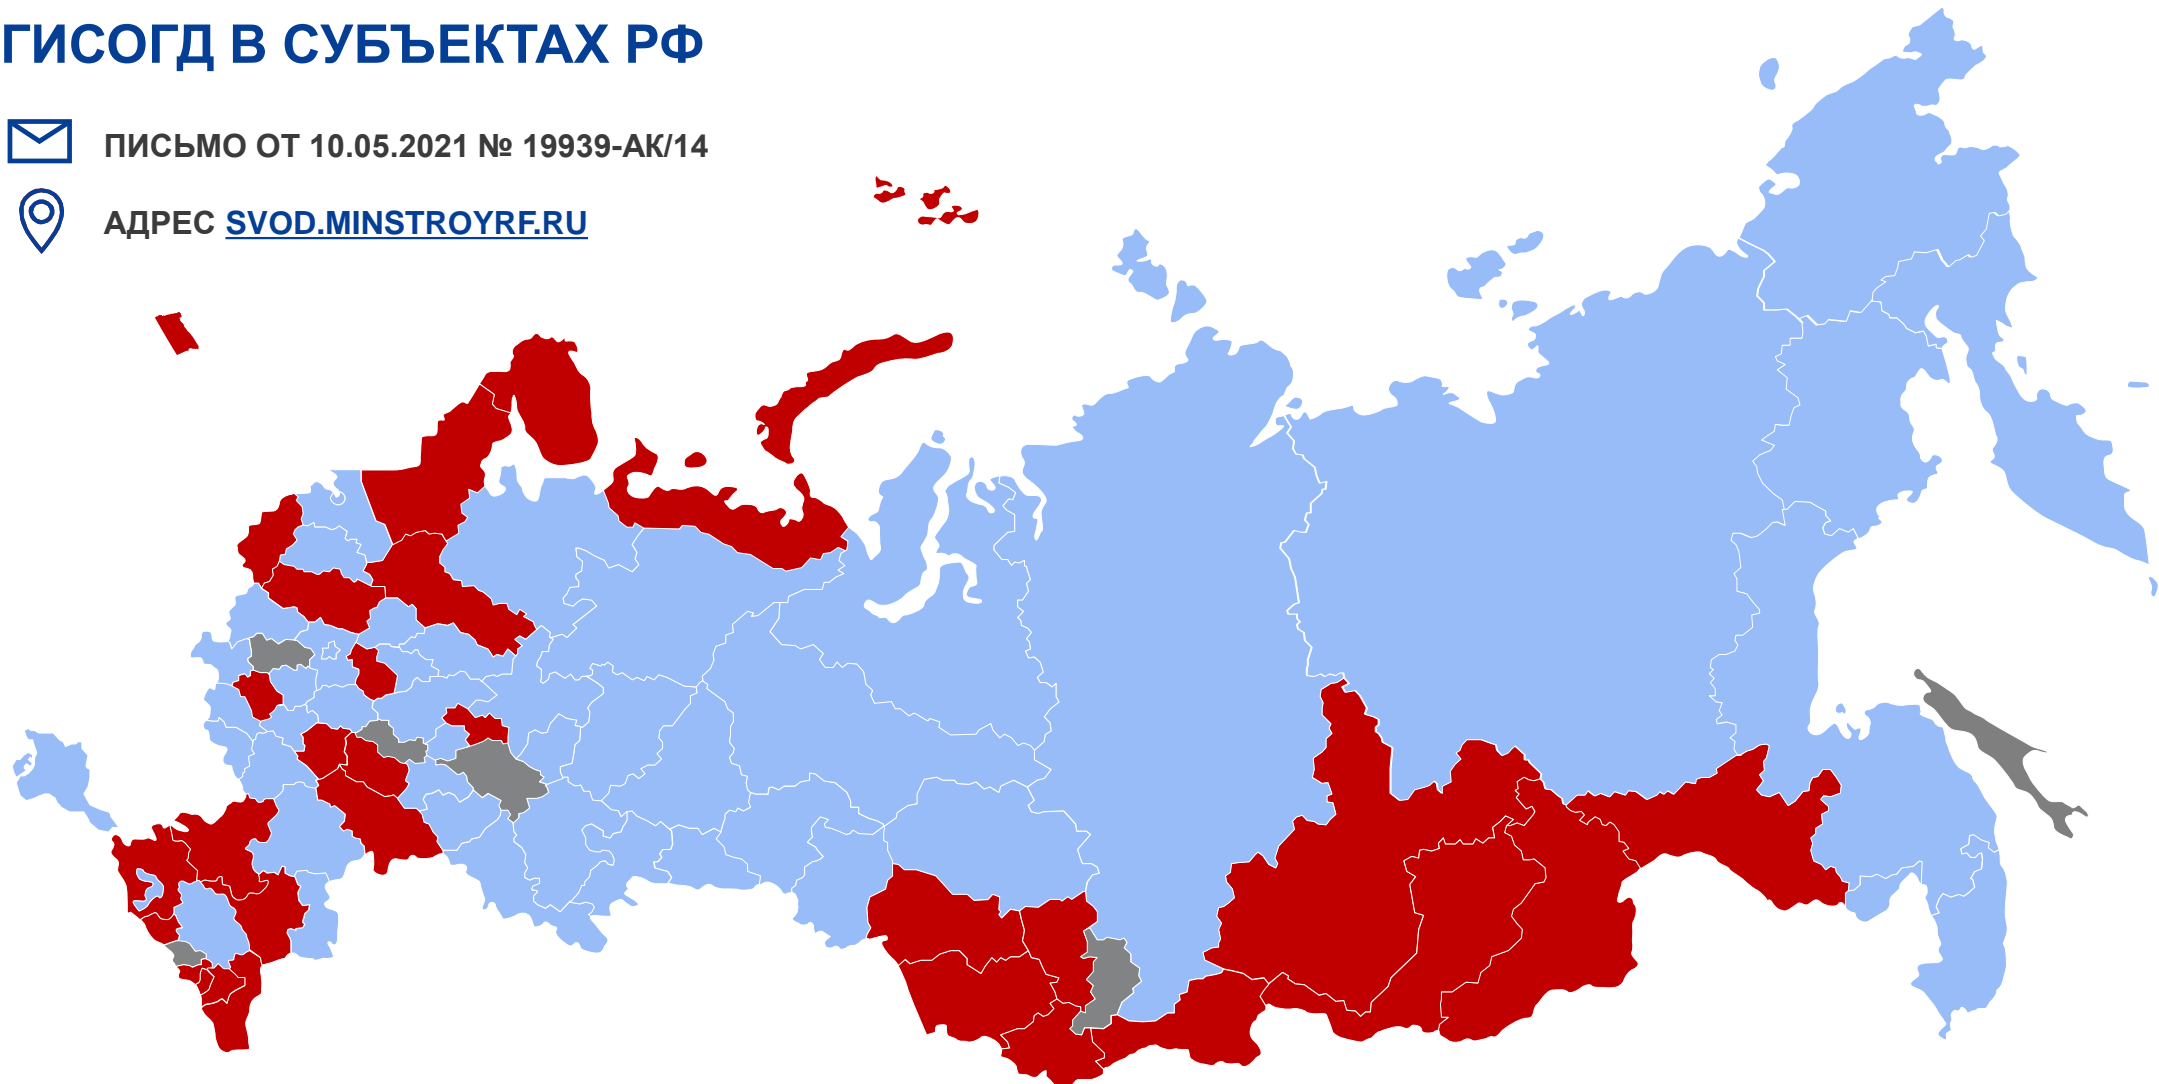 ГИСОГД В СУБЪЕКТАХ РФ
ПИСЬМО ОТ 10.05.2021 № 19939-АК/14
АДРЕС SVOD.MINSTROYRF.RU